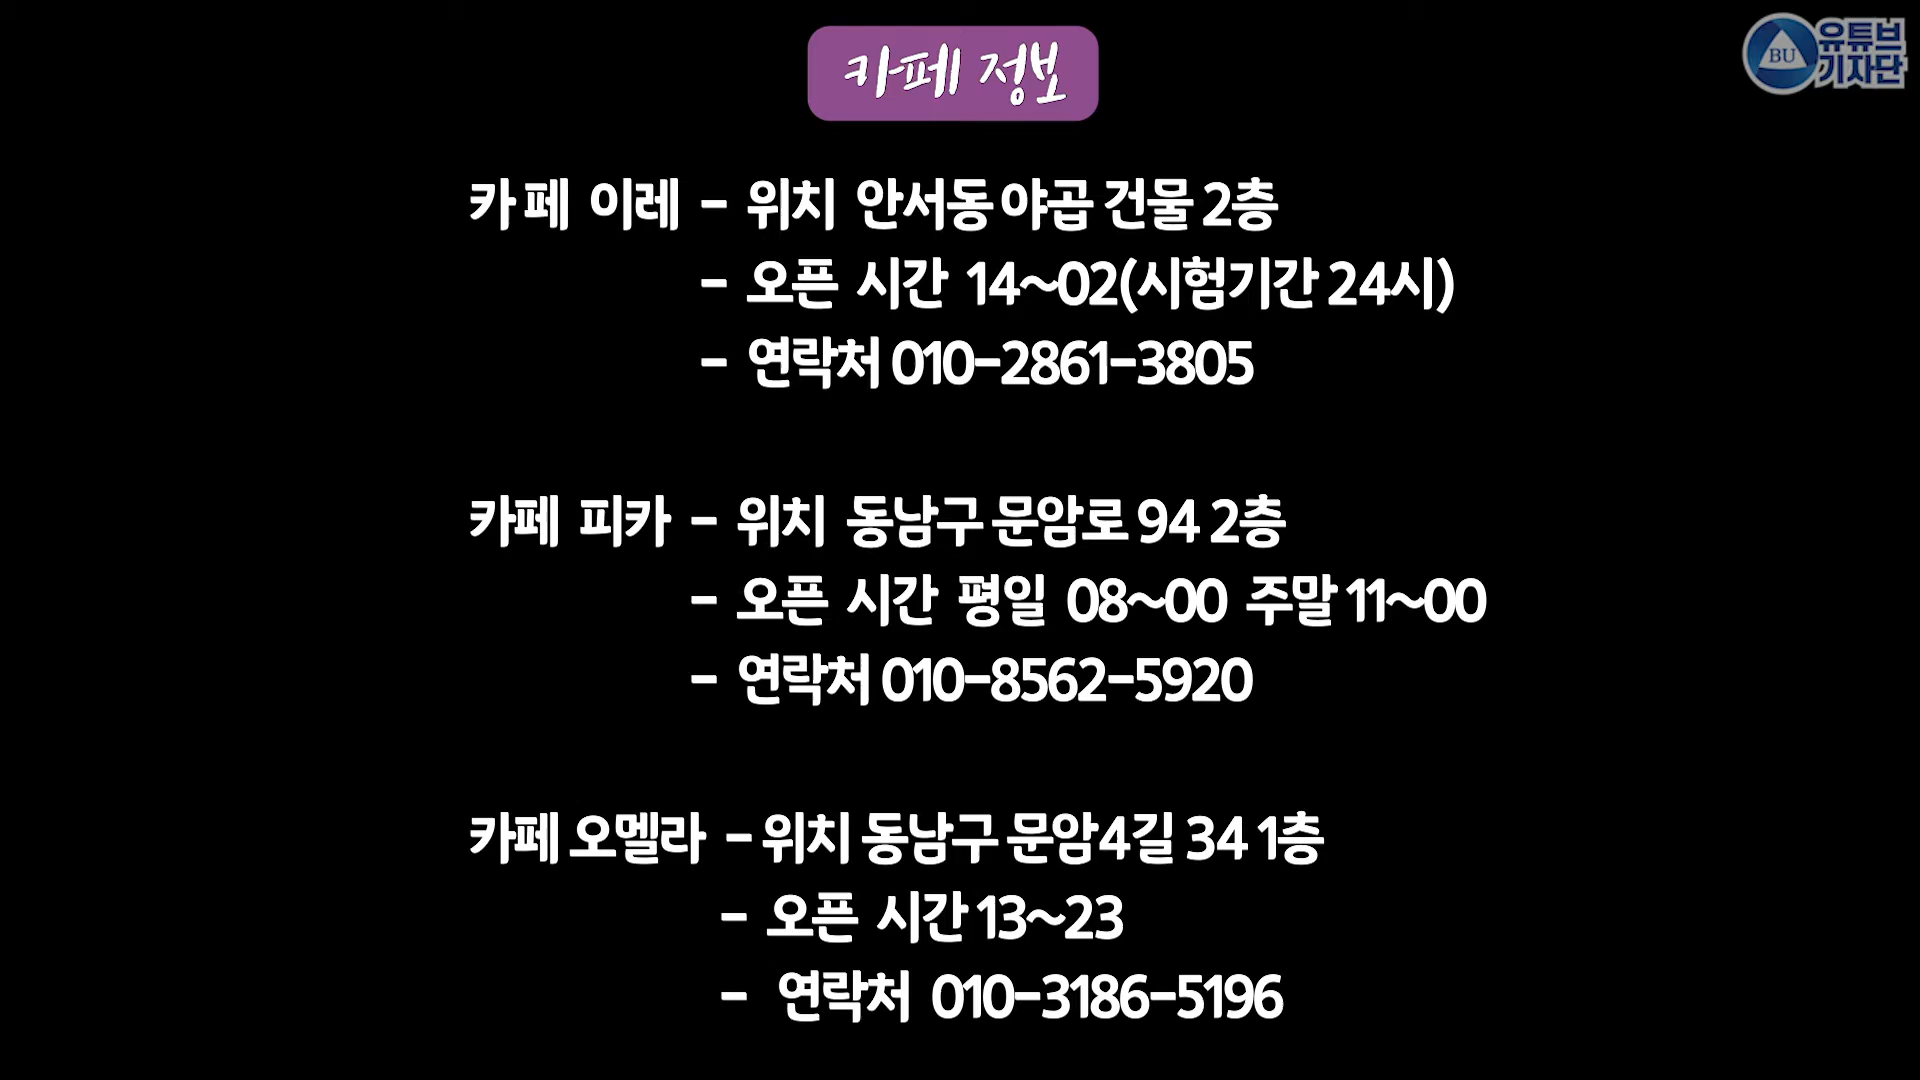 카페 정보
BU 유튜브
기자단
카페 이레 - 위치 안서동 야곱 건물 2층
- 오픈 시간 14~02(시험기간 24시)
- 연락처 010-2861-3805
카페 피카 - 위치 동남구 문암로 94 2층
- 오픈 시간 평일 08~00 주말 11~00
- 연락처 010-8562-5920
카페 오멜라 - 위치 동남구 문암4길 34 1층
- 오픈 시간 13~23
- 연락처 010-3186-5196